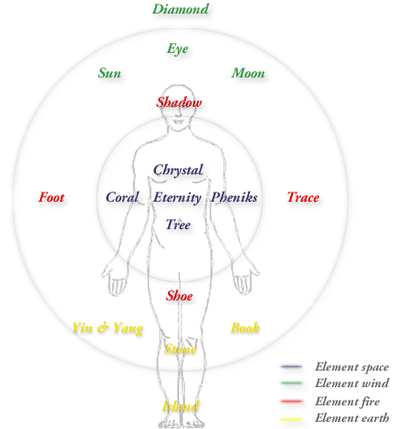 Diamond
Eye
Sun Moon
Shadow
Chrystal
Foot Coral Eternity Pheniks Trace
Tree
Shoe
Yin & Yang Book
Stone
Island
Element space
Element wind
Element fire
Element earth